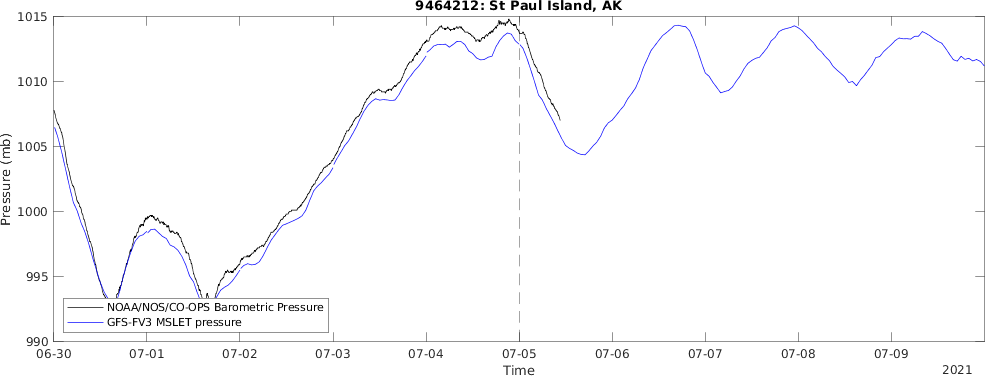 9464212: St Paul Island, AK
1015
1010
1005
1000
995
990
Pressure (mb)
NOAA/NOS/CO-OPS Barometric Pressure
GFS-FV3 MSLET pressure
06-30 07-01 07-02 07-03 07-04 07-05 07-06 07-07 07-08 07-09
Time
2021